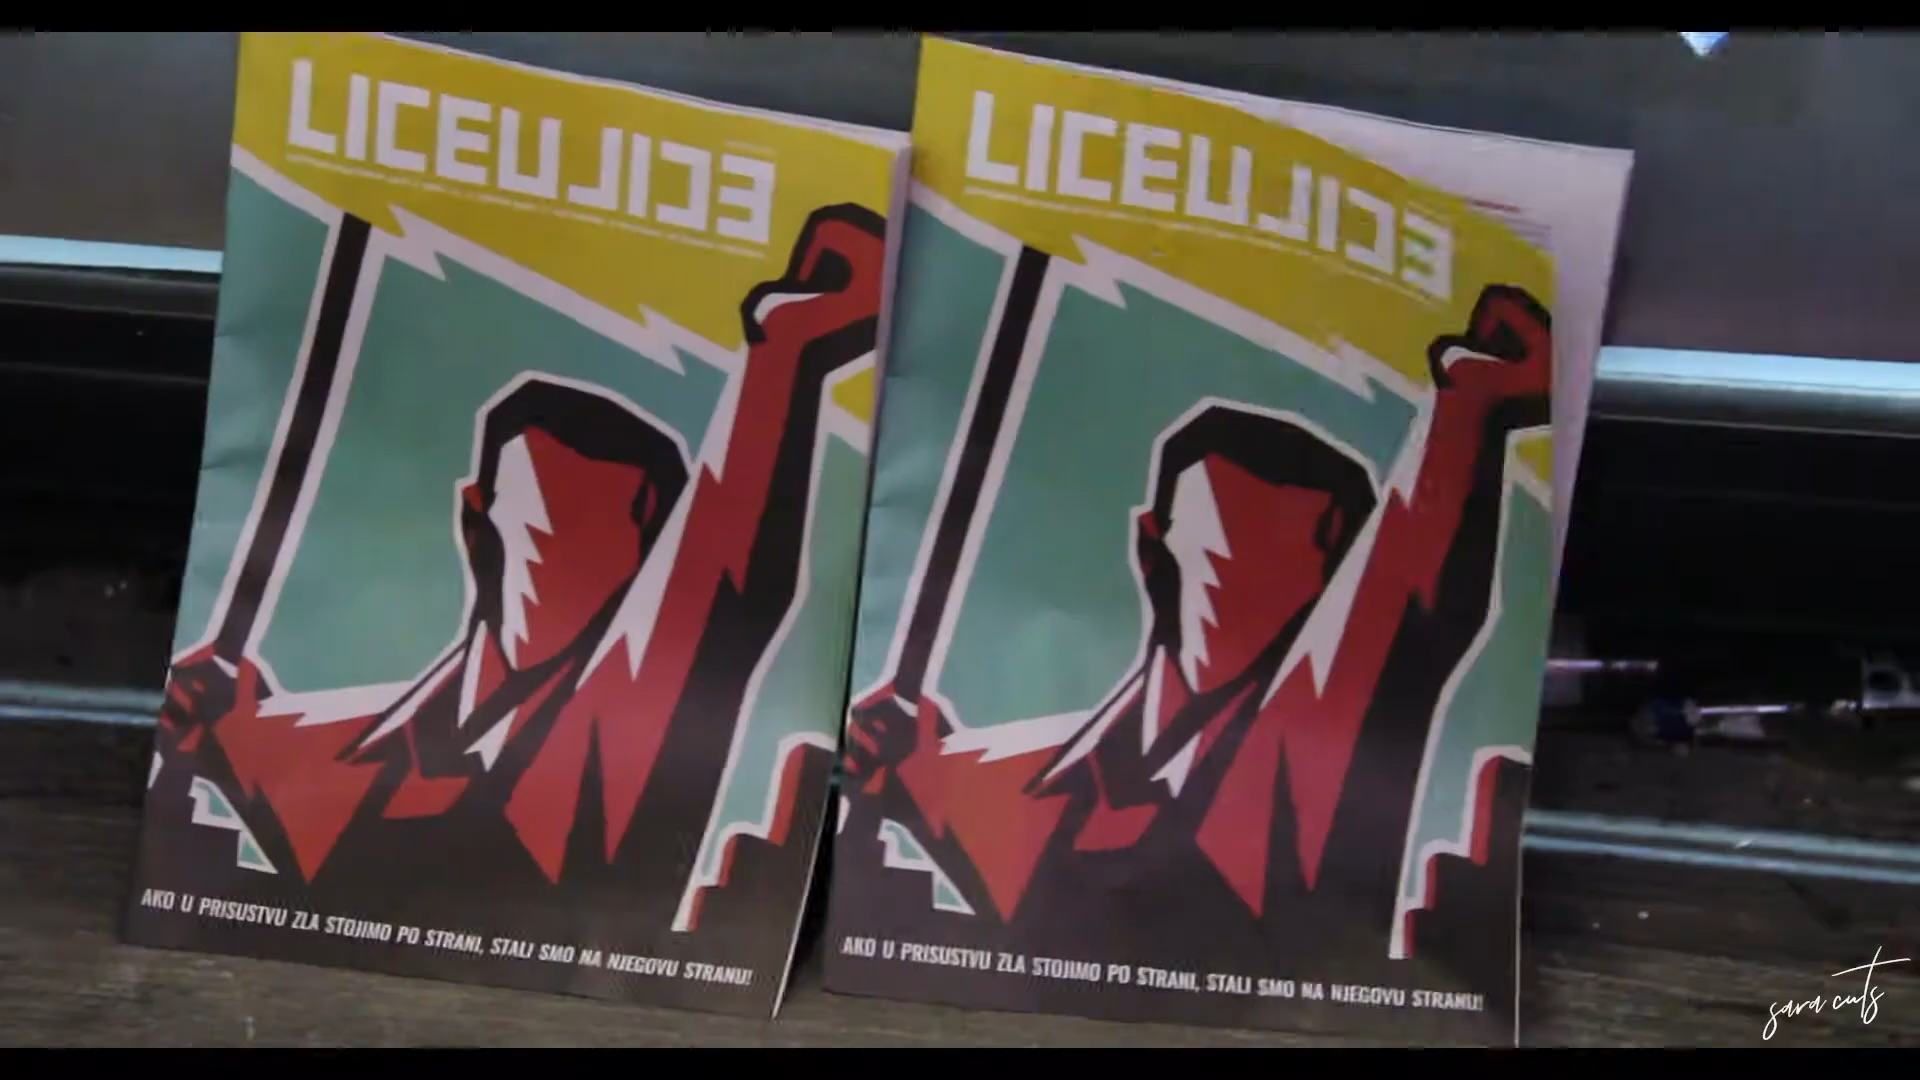 LICEULICE
AKO U PRISUSTVU ZLA STOJIMO PO STRANI, STALI SMO NA NJEGOVU STRANU!
LICEULICE
AKO U PRISUSTVU ZLA STOJIMO PO STRANI, STALI SMO NA NJEGOVU STRANU!
sara cuts